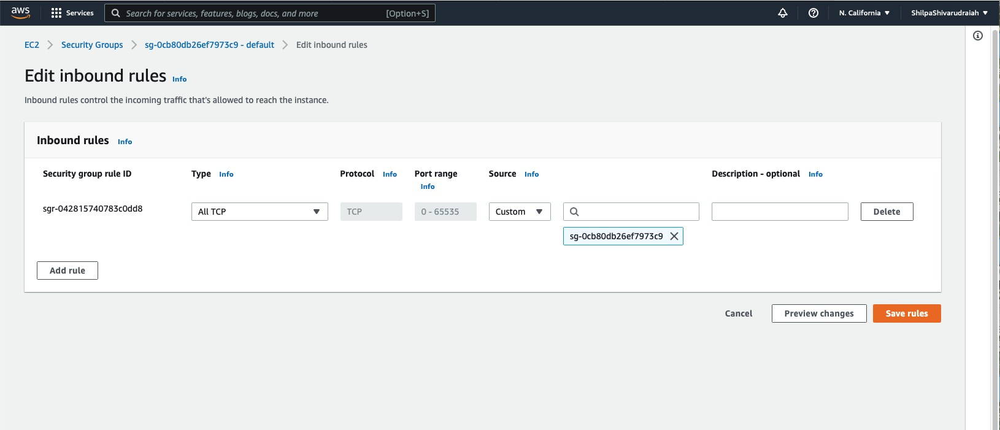 aws Services Search for services, features, blogs, docs, and more [Option+S] N. California ShilpaShivarudraiah
EC2 Security Groups sg-0cb80db26ef7973c9 - default Edit inbound rules
Edit inbound rules Info
Inbound rules control the incoming traffic that's allowed to reach the instance.
Inbound rules Info
Security group rule ID Type Info Protocol Info Port range Source Info Description - optional Info
Info
sgr-042815740783c0dd8 All TCP TCP 0 - 65535 Custom Delete
sg-0cb80db26ef7973c9
Add rule
Cancel Preview changes Save rules